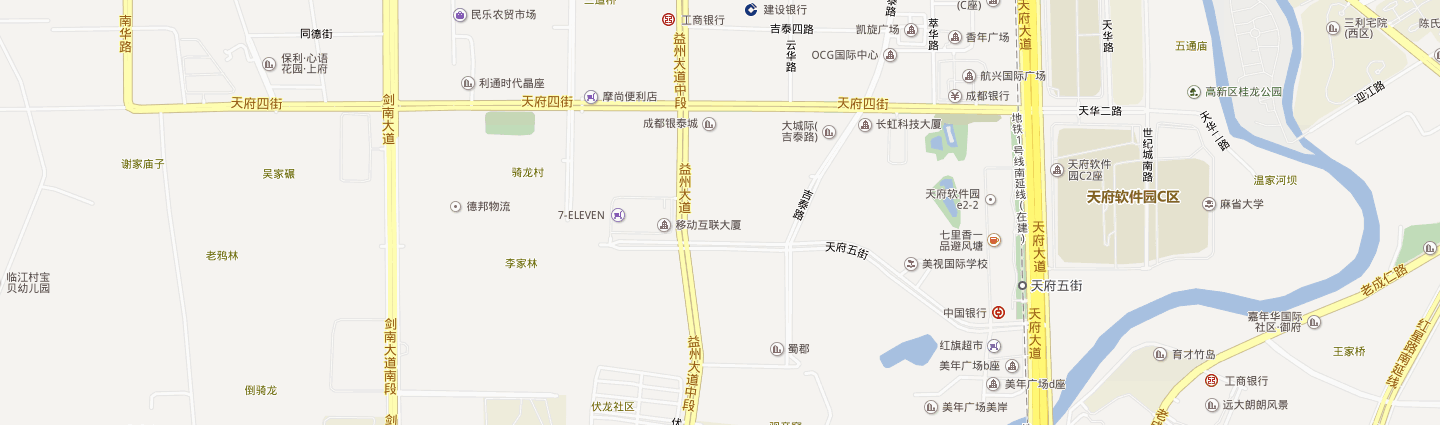 二道桥
建设银行
(C座)
民乐农贸市场
工商银行
吉泰四路
凯旋广场
天府大道
三利宅院
(西区)
陈氏
南华路
同德街
益州大道中段
云华路
萃华路
香年广场
天华路
五通庙
保利·心语
花园·上府
利通时代晶座
OCG国际中心
航兴国际广场
高新区桂龙公园
迎江路
天府四街
剑南大道
天府四街
摩尚便利店
天府四街
成都银行
天华二路
成都银泰城
大城际(
吉泰路)
长虹科技大厦
地铁1号线南延线(在建)
世纪城南路
天华二路
谢家庙子
吴家碾
骑龙村
益州大道
吉泰路
天府软件
园C2座
温家河坝
德邦物流
7-ELEVEN
移动互联大厦
天府软件园
e2-2
天府软件园C区
麻省大学
七里香一
品避风塘
天府大道
老鸦林
李家林
天府五街
美视国际学校
临江村宝
贝幼儿园
天府五街
老成仁路
中国银行
天府大道
嘉年华国际
社区·御府
红星路南延线
剑南大道南段
益州大道中段
蜀郡
红旗超市
育才竹岛
王家桥
美年广场b座
倒骑龙
美年广场d座
工商银行
伏龙社区
美年广场美岸
远大朗朗风景
剑
伏
观音窝